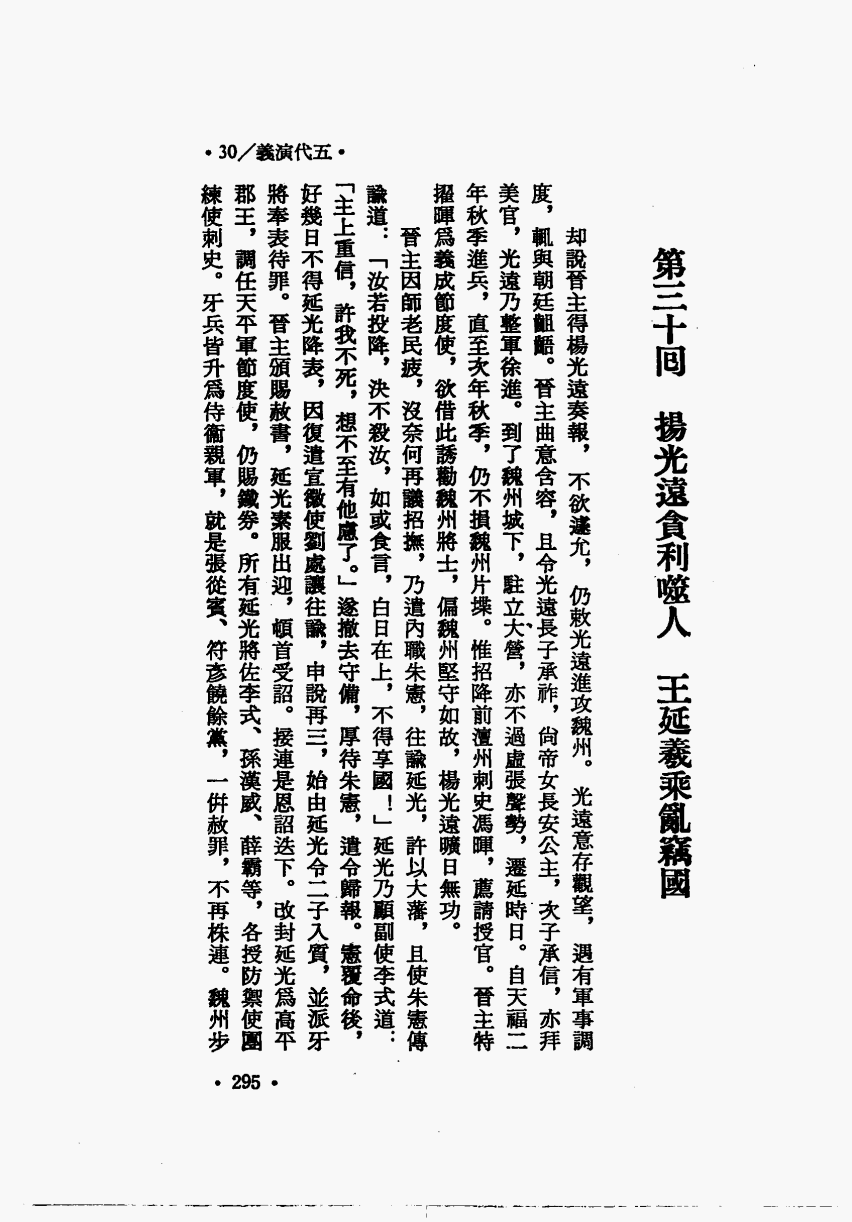 •30／義演代五•
第三十回　揚光遠貪利噬人　王延羲乘亂竊國
却說晉主得楊光遠奏報，不欲遽允，仍敕光遠進攻魏州。光遠意存觀望，遇有軍事調
度，輒與朝廷齟齬。晉主曲意含容，且令光遠長子承祚，尙帝女長安公主，次子承信，亦拜
美官，光遠乃整軍徐進。到了魏州城下，駐立大營，亦不過虛張聲勢，遷延時日。自天福二
年秋季進兵，直至次年秋季，仍不損魏州片堞。惟招降前澶州刺史馮暉，薦請授官。晉主特
擢暉爲義成節度使，欲借此誘勸魏州將士，偏魏州堅守如故，楊光遠曠日無功。
晉主因師老民疲，沒奈何再議招撫，乃遣內職朱憲，往諭延光，許以大藩，且使朱憲傳
諭道：「汝若投降，決不殺汝，如或食言，白日在上，不得享國！」延光乃顧副使李式道：
「主上重信，許我不死，想不至有他慮了。」遂撤去守備，厚待朱憲，遣令歸報。憲覆命後，
好幾日不得延光降表，因復遣宣徽使劉處讓往諭，申說再三，始由延光令二子入質，並派牙
將奉表待罪。晉主頒賜赦書，延光素服出迎，頓首受詔。接連是恩詔迭下。改封延光爲高平
郡王，調任天平軍節度使，仍賜鐵券。所有延光將佐李式、孫漢威、薛霸等，各授防禦使團
練使刺史。牙兵皆升爲侍衞親軍，就是張從賓、符彥饒餘黨，一倂赦罪，不再株連。魏州步
•295•